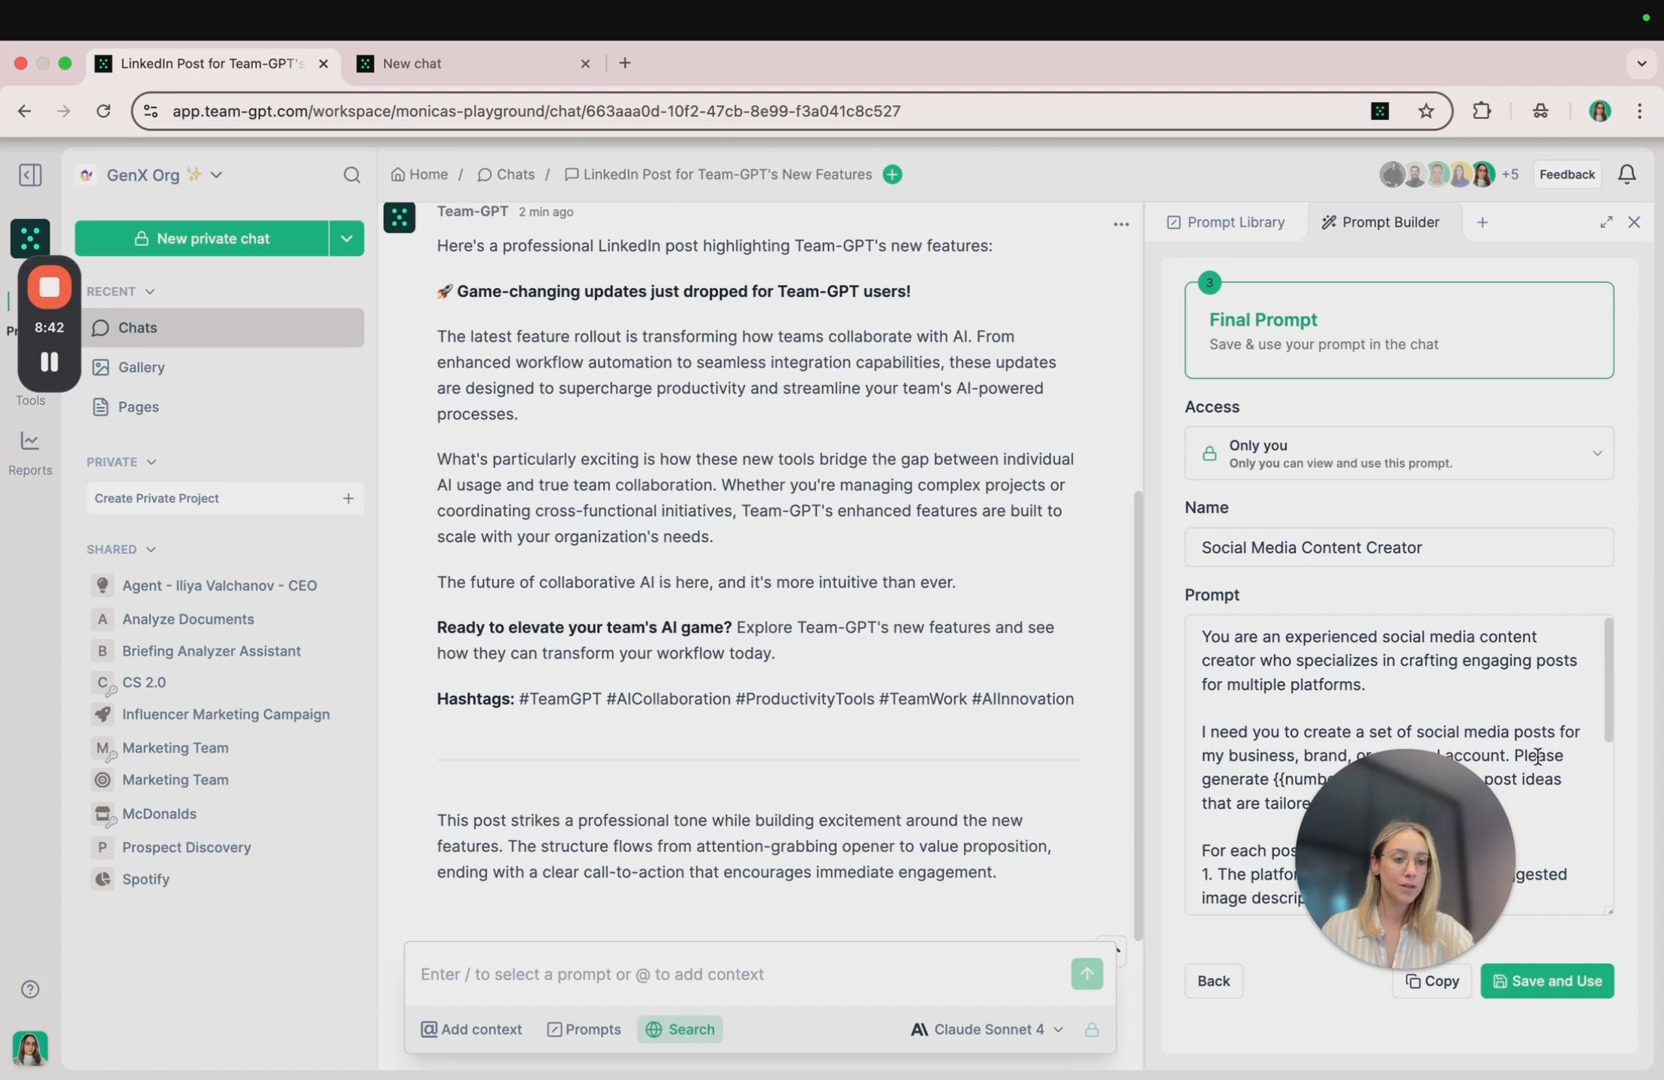 LinkedIn Post for Team-GPT's
New chat
app.team-gpt.com/workspace/monicas-playground/chat/663aaa0d-10f2-47cb-8e99-f3a041c8c527
GenX Org
Home / Chats / LinkedIn Post for Team-GPT's New Features
+5
Feedback
New private chat
8:42
Tools
Reports
RECENT
Chats
Gallery
Pages
PRIVATE
Create Private Project
SHARED
Agent - Iliya Valchanov - CEO
A Analyze Documents
B Briefing Analyzer Assistant
C CS 2.0
Influencer Marketing Campaign
M Marketing Team
Marketing Team
McDonalds
P Prospect Discovery
Spotify
Team-GPT 2 min ago
Here's a professional LinkedIn post highlighting Team-GPT's new features:
🚀 Game-changing updates just dropped for Team-GPT users!
The latest feature rollout is transforming how teams collaborate with AI. From
enhanced workflow automation to seamless integration capabilities, these updates
are designed to supercharge productivity and streamline your team's AI-powered
processes.
What's particularly exciting is how these new tools bridge the gap between individual
AI usage and true team collaboration. Whether you're managing complex projects or
coordinating cross-functional initiatives, Team-GPT's enhanced features are built to
scale with your organization's needs.
The future of collaborative AI is here, and it's more intuitive than ever.
Ready to elevate your team's AI game? Explore Team-GPT's new features and see
how they can transform your workflow today.
Hashtags: #TeamGPT #AICollaboration #ProductivityTools #TeamWork #AIInnovation
This post strikes a professional tone while building excitement around the new
features. The structure flows from attention-grabbing opener to value proposition,
ending with a clear call-to-action that encourages immediate engagement.
Enter / to select a prompt or @ to add context
Add context
Prompts
Search
Claude Sonnet 4
Prompt Library
Prompt Builder
3
Final Prompt
Save & use your prompt in the chat
Access
Only you
Only you can view and use this prompt.
Name
Social Media Content Creator
Prompt
You are an experienced social media content
creator who specializes in crafting engaging posts
for multiple platforms.
I need you to create a set of social media posts for
my business, brand, account. Please
generate post ideas
that are
For each
1. The
image
Back
Copy
Save and Use